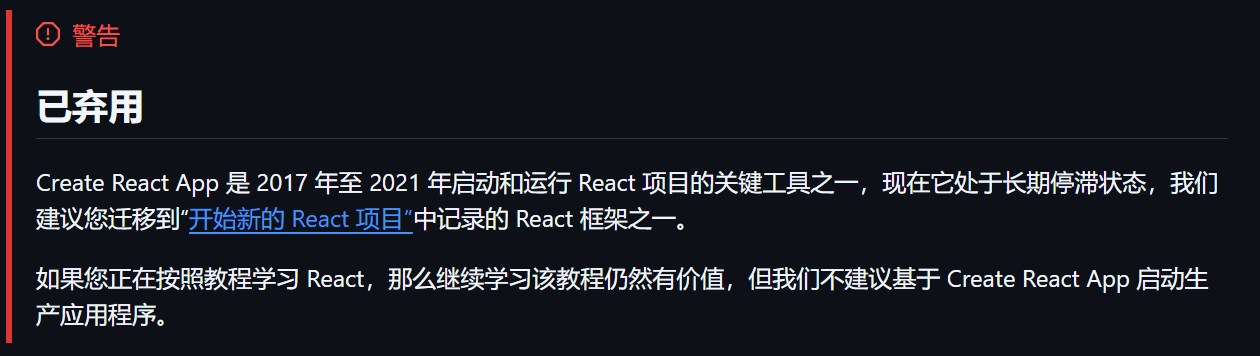 警告
已弃用
Create React App 是 2017 年至 2021 年启动和运行 React 项目的关键工具之一，现在它处于长期停滞状态，我们
建议您迁移到“开始新的 React 项目”中记录的 React 框架之一。
如果您正在按照教程学习 React，那么继续学习该教程仍然有价值，但我们不建议基于 Create React App 启动生
产应用程序。